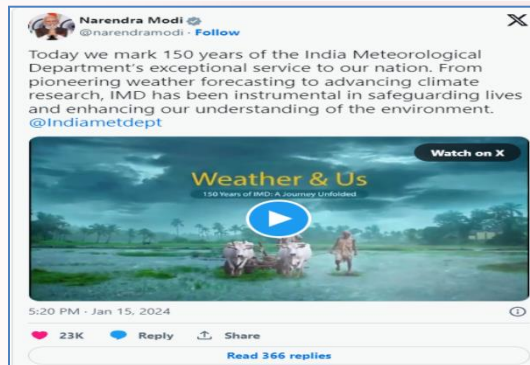 Narendra Modi
@narendramodi · Follow
Today we mark 150 years of the India Meteorological
Department's exceptional service to our nation. From
pioneering weather forecasting to advancing climate
research, IMD has been instrumental in safeguarding lives
and enhancing our understanding of the environment.
@Indiametdept
Watch on X
Weather & Us
150 Years of IMD: A Journey Unfolded
5:20 PM · Jan 15, 2024
23K Reply Share
Read 366 replies